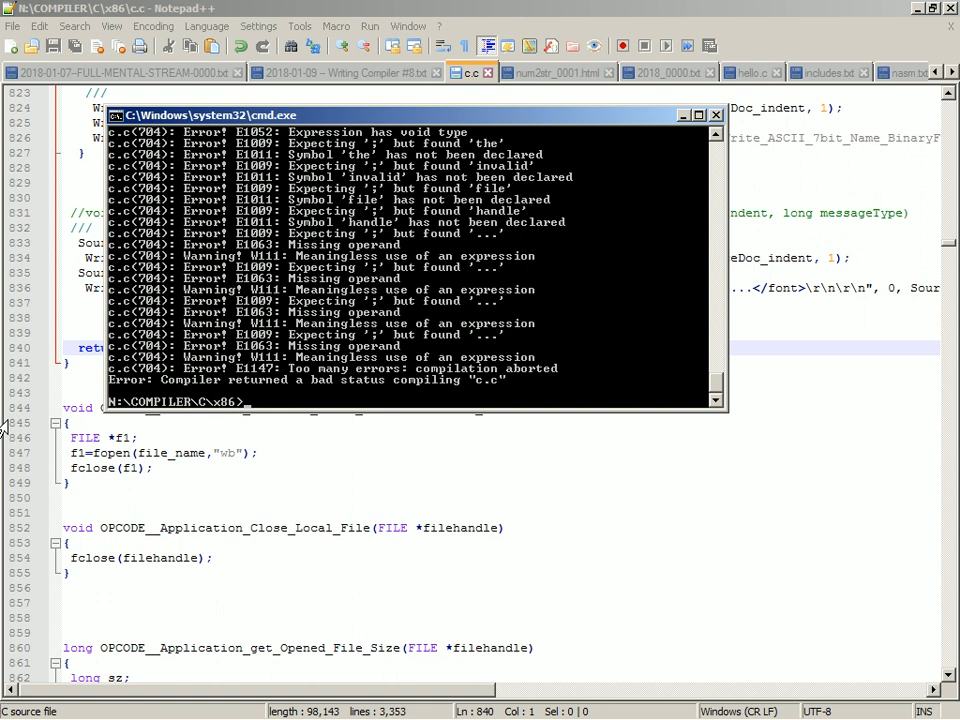 N:\COMPILER\C\x86\c.c - Notepad++
File Edit Search View Encoding Language Settings Tools Macro Run Window ?
2018-01-07-FULL-MENTAL-STREAM-0000.txt 2018-01-09 -- Writing Compiler #8.txt c.c num2str_0001.html 2018_0000.txt hello.c includes.txt nasm.tx
823 ///
C:\Windows\system32\cmd.exe
824 Wri Doc_indent, 1);
c.c(704): Error! E1052: Expression has void type
825 Wri
c.c(704): Error! E1009: Expecting ';' but found 'the'
826 Wri rite_ASCII_7bit_Name_BinaryF
c.c(704): Error! E1011: Symbol 'the' has not been declared
827 }
c.c(704): Error! E1009: Expecting ';' but found 'invalid'
828
c.c(704): Error! E1011: Symbol 'invalid' has not been declared
829
c.c(704): Error! E1009: Expecting ';' but found 'file'
830
c.c(704): Error! E1011: Symbol 'file' has not been declared
831 //voi ndent, long messageType)
c.c(704): Error! E1009: Expecting ';' but found 'handle'
832 ///
c.c(704): Error! E1011: Symbol 'handle' has not been declared
c.c(704): Error! E1009: Expecting ';' but found '...'
833 Sour
c.c(704): Error! E1063: Missing operand
834 Wri eDoc_indent, 1);
c.c(704): Warning! W111: Meaningless use of an expression
c.c(704): Error! E1009: Expecting ';' but found '...'
835 Sour
c.c(704): Error! E1063: Missing operand
836 Wri ...</font>\r\n\r\n", 0, Sour
c.c(704): Warning! W111: Meaningless use of an expression
837
c.c(704): Error! E1009: Expecting ';' but found '...'
c.c(704): Error! E1063: Missing operand
838
c.c(704): Warning! W111: Meaningless use of an expression
839
c.c(704): Error! E1009: Expecting ';' but found '...'
840 retu
c.c(704): Error! E1063: Missing operand
c.c(704): Warning! W111: Meaningless use of an expression
841 }
c.c(704): Error! E1147: Too many errors: compilation aborted
842
Error: Compiler returned a bad status compiling "c.c"
843
N:\COMPILER\C\x86>_
844 void
845 {
846 FILE *f1;
847 f1=fopen(file_name,"wb");
848 fclose(f1);
849 }
850
851
852 void OPCODE__Application_Close_Local_File(FILE *filehandle)
853 {
854 fclose(filehandle);
855 }
856
857
858
859
860 long OPCODE__Application_get_Opened_File_Size(FILE *filehandle)
861 {
862 long sz;
C source file length : 98,143 lines : 3,353 Ln : 840 Col : 1 Sel : 0 | 0 Windows (CR LF) UTF-8 INS